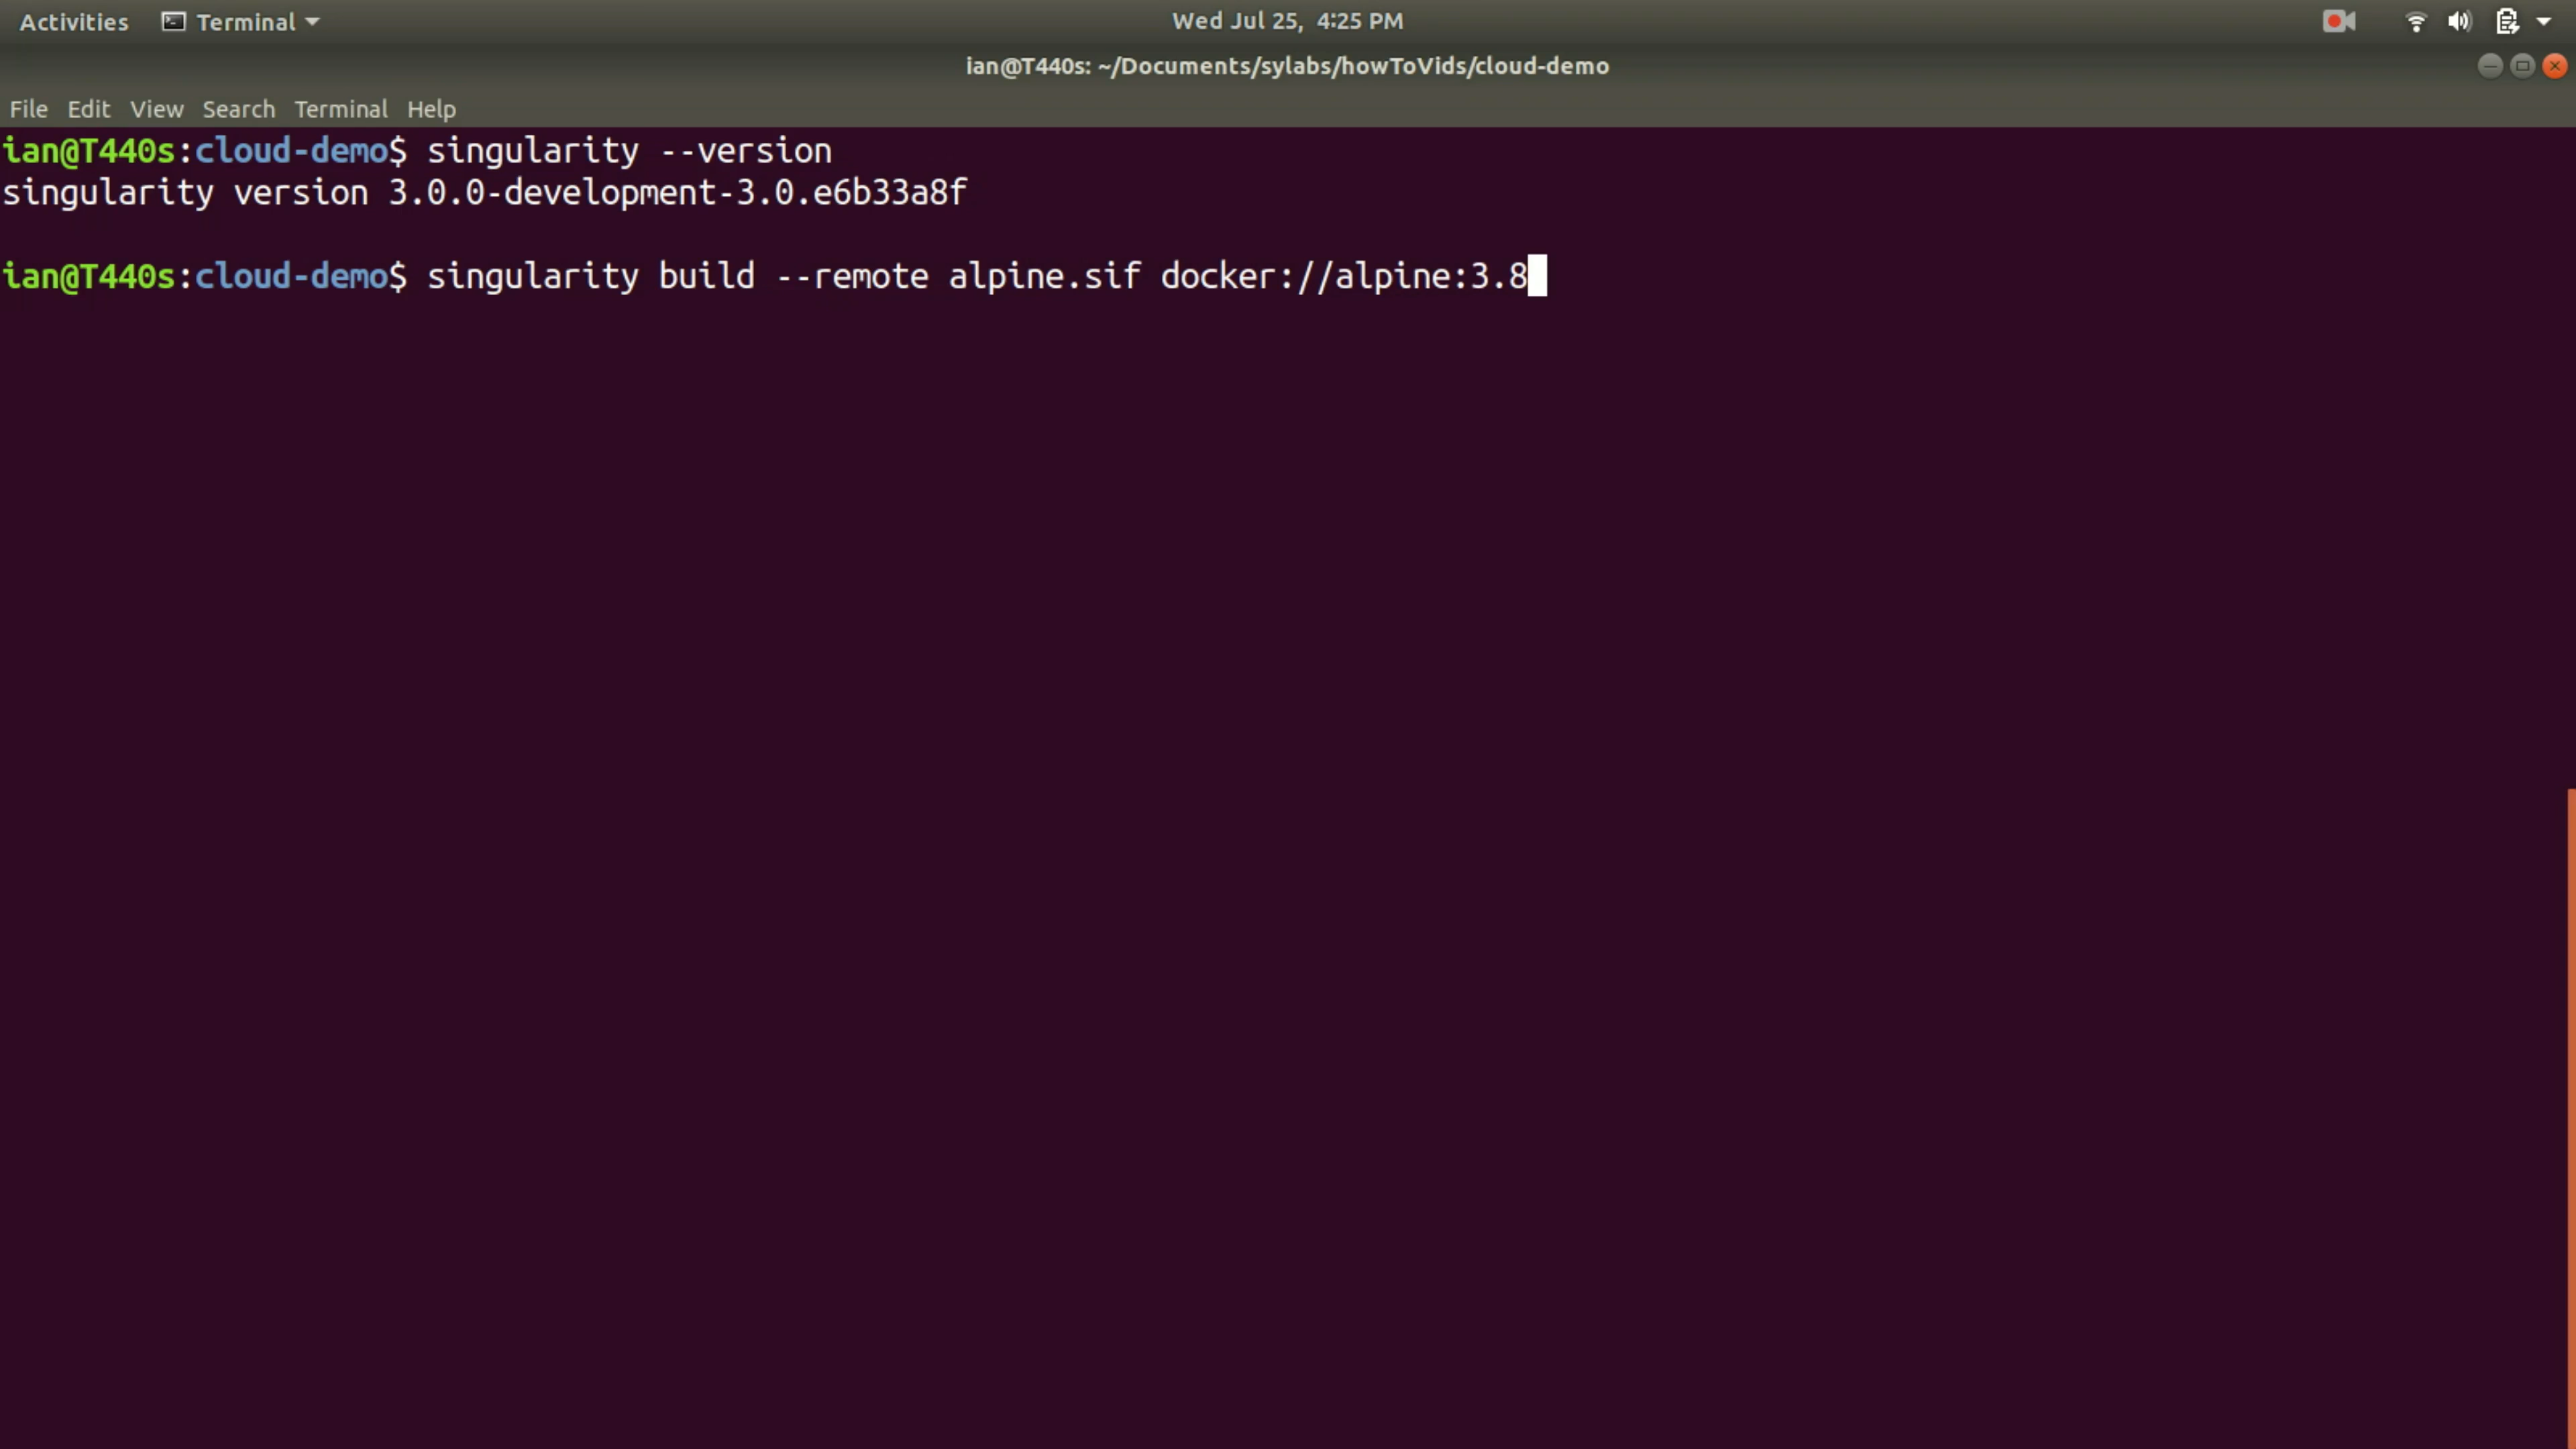 Activities Terminal Wed Jul 25, 4:25 PM
ian@T440s: ~/Documents/sylabs/howToVids/cloud-demo
File Edit View Search Terminal Help
ian@T440s:cloud-demo$ singularity --version
singularity version 3.0.0-development-3.0.e6b33a8f
ian@T440s:cloud-demo$ singularity build --remote alpine.sif docker://alpine:3.8